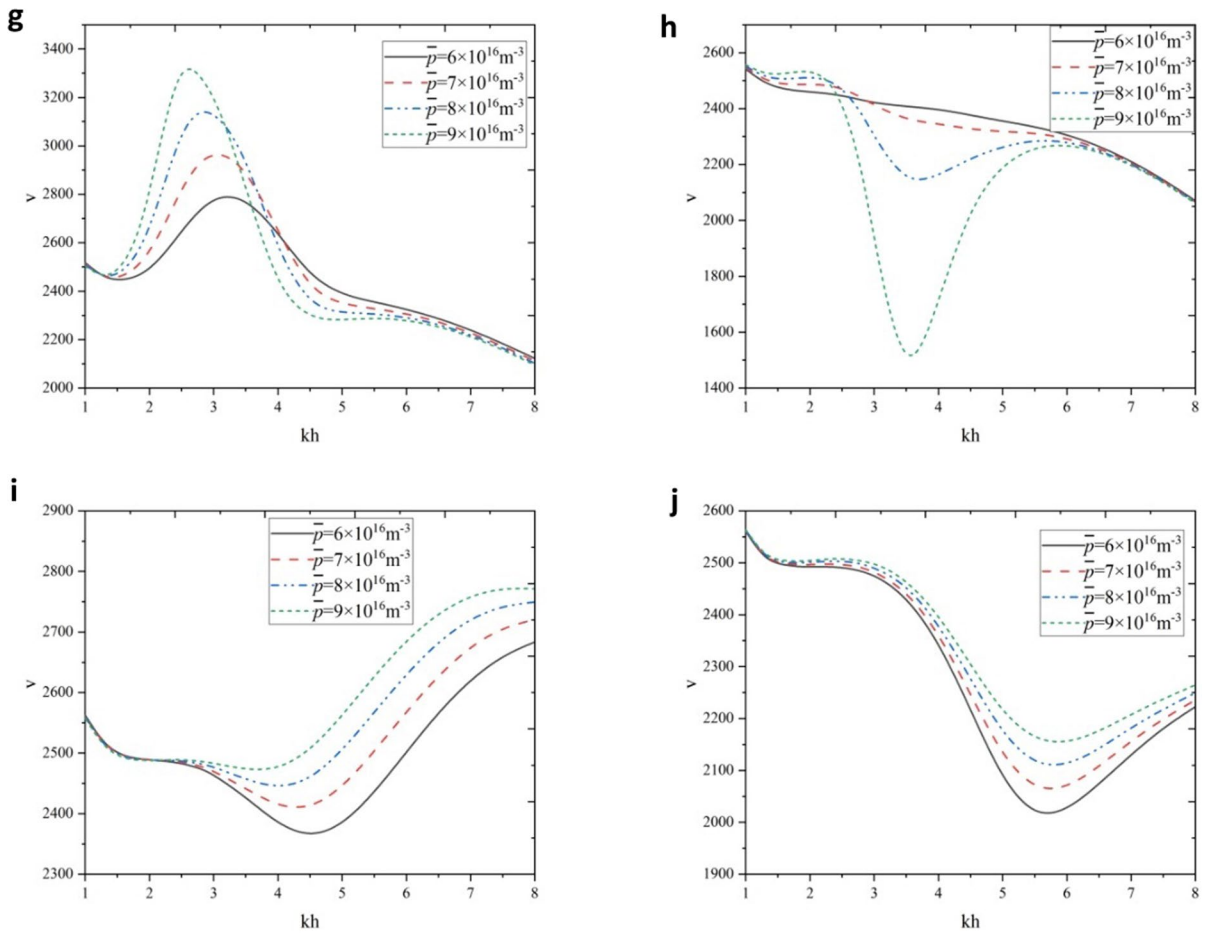 g
3400
3200
3000
2800
2600
2400
2200
2000
v
1 2 3 4 5 6 7 8
kh
p̅=6×10¹⁶m⁻³
p̅=7×10¹⁶m⁻³
p̅=8×10¹⁶m⁻³
p̅=9×10¹⁶m⁻³
h
2600
2400
2200
2000
1800
1600
1400
v
1 2 3 4 5 6 7 8
kh
p̅=6×10¹⁶m⁻³
p̅=7×10¹⁶m⁻³
p̅=8×10¹⁶m⁻³
p̅=9×10¹⁶m⁻³
i
2900
2800
2700
2600
2500
2400
2300
v
1 2 3 4 5 6 7 8
kh
p̅=6×10¹⁶m⁻³
p̅=7×10¹⁶m⁻³
p̅=8×10¹⁶m⁻³
p̅=9×10¹⁶m⁻³
j
2600
2500
2400
2300
2200
2100
2000
1900
v
1 2 3 4 5 6 7 8
kh
p̅=6×10¹⁶m⁻³
p̅=7×10¹⁶m⁻³
p̅=8×10¹⁶m⁻³
p̅=9×10¹⁶m⁻³